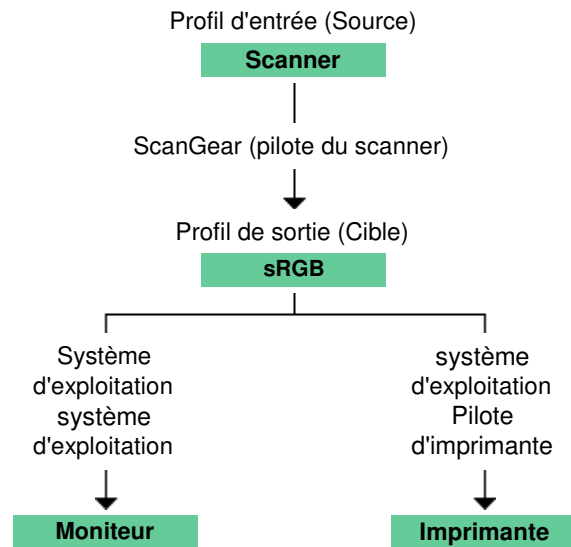 Profil d'entrée (Source)
Scanner
ScanGear (pilote du scanner)
Profil de sortie (Cible)
sRGB
Système
d'exploitation
système
d'exploitation
système
d'exploitation
Pilote
d'imprimante
Moniteur
Imprimante